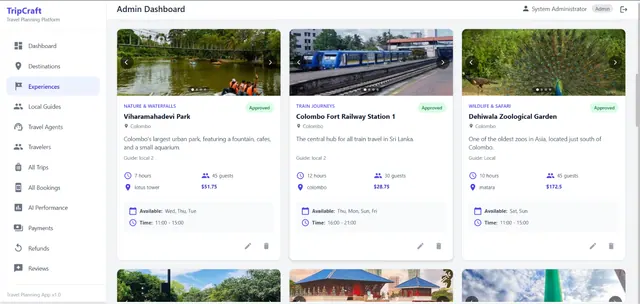 TripCraft
Travel Planning Platform
Dashboard
Destinations
Experiences
Local Guides
Travel Agents
Travelers
All Trips
All Bookings
AI Performance
Payments
Refunds
Reviews
Travel Planning App v1.0
Admin Dashboard
System Administrator
Admin
NATURE & WATERFALLS
Approved
Viharamahadevi Park
Colombo
Colombo's largest urban park, featuring a fountain, cafes,
and a small aquarium.
Guide: local 2
7 hours
45 guests
lotus tower
$51.75
Available: Wed, Thu, Tue
Time: 11:00 - 15:00
TRAIN JOURNEYS
Approved
Colombo Fort Railway Station 1
Colombo
The central hub for all train travel in Sri Lanka.
Guide: local 2
12 hours
30 guests
colombo
$28.75
Available: Thu, Mon, Sun, Fri
Time: 16:00 - 21:00
WILDLIFE & SAFARI
Approved
Dehiwala Zoological Garden
Colombo
One of the oldest zoos in Asia, located just south of
Colombo.
Guide: Local
10 hours
45 guests
matara
$172.5
Available: Sat, Sun
Time: 11:00 - 15:00